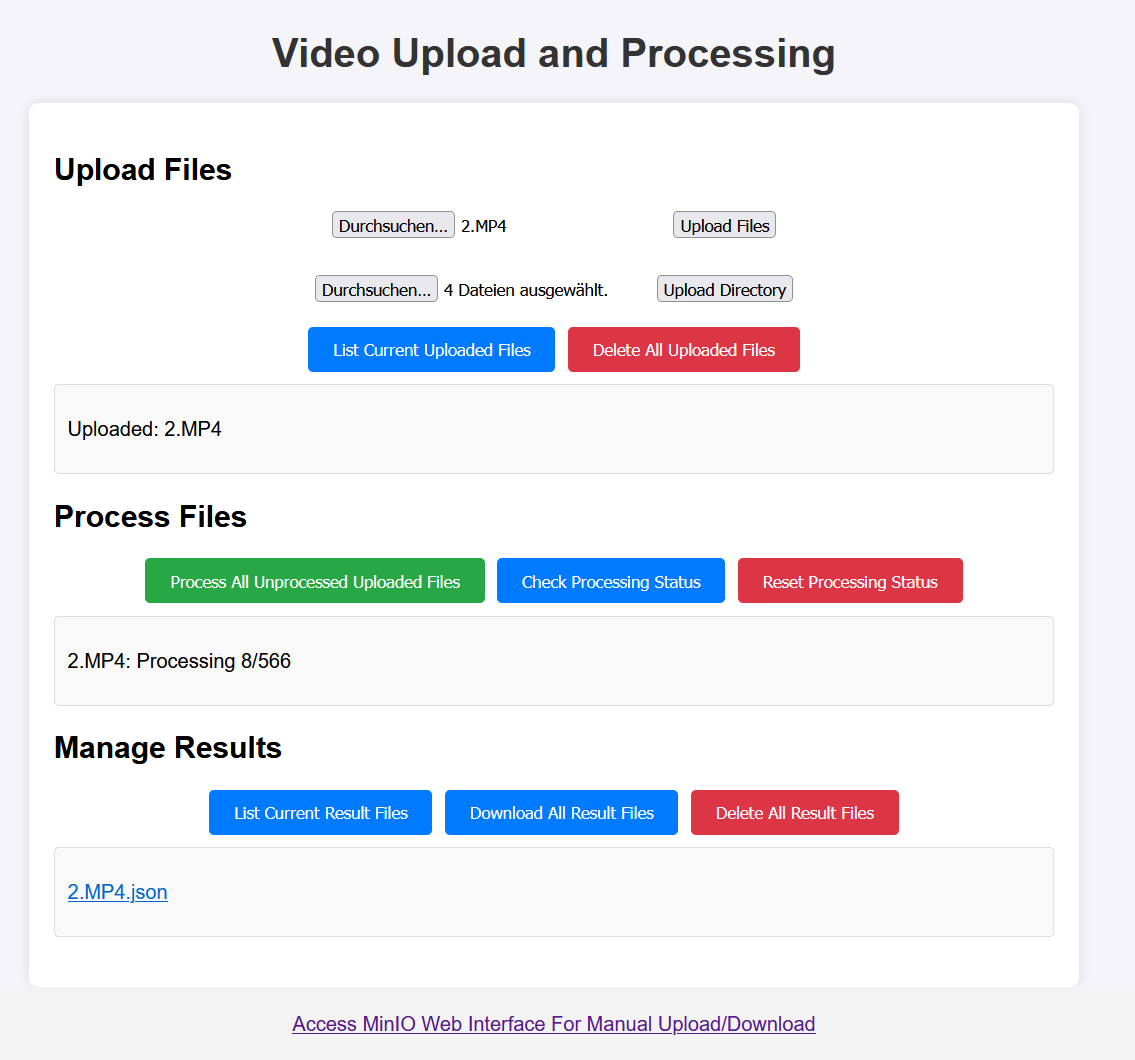 Video Upload and Processing
Upload Files
Durchsuchen... 2.MP4 Upload Files
Durchsuchen... 4 Dateien ausgewählt. Upload Directory
List Current Uploaded Files Delete All Uploaded Files
Uploaded: 2.MP4
Process Files
Process All Unprocessed Uploaded Files Check Processing Status Reset Processing Status
2.MP4: Processing 8/566
Manage Results
List Current Result Files Download All Result Files Delete All Result Files
2.MP4.json
Access MinIO Web Interface For Manual Upload/Download